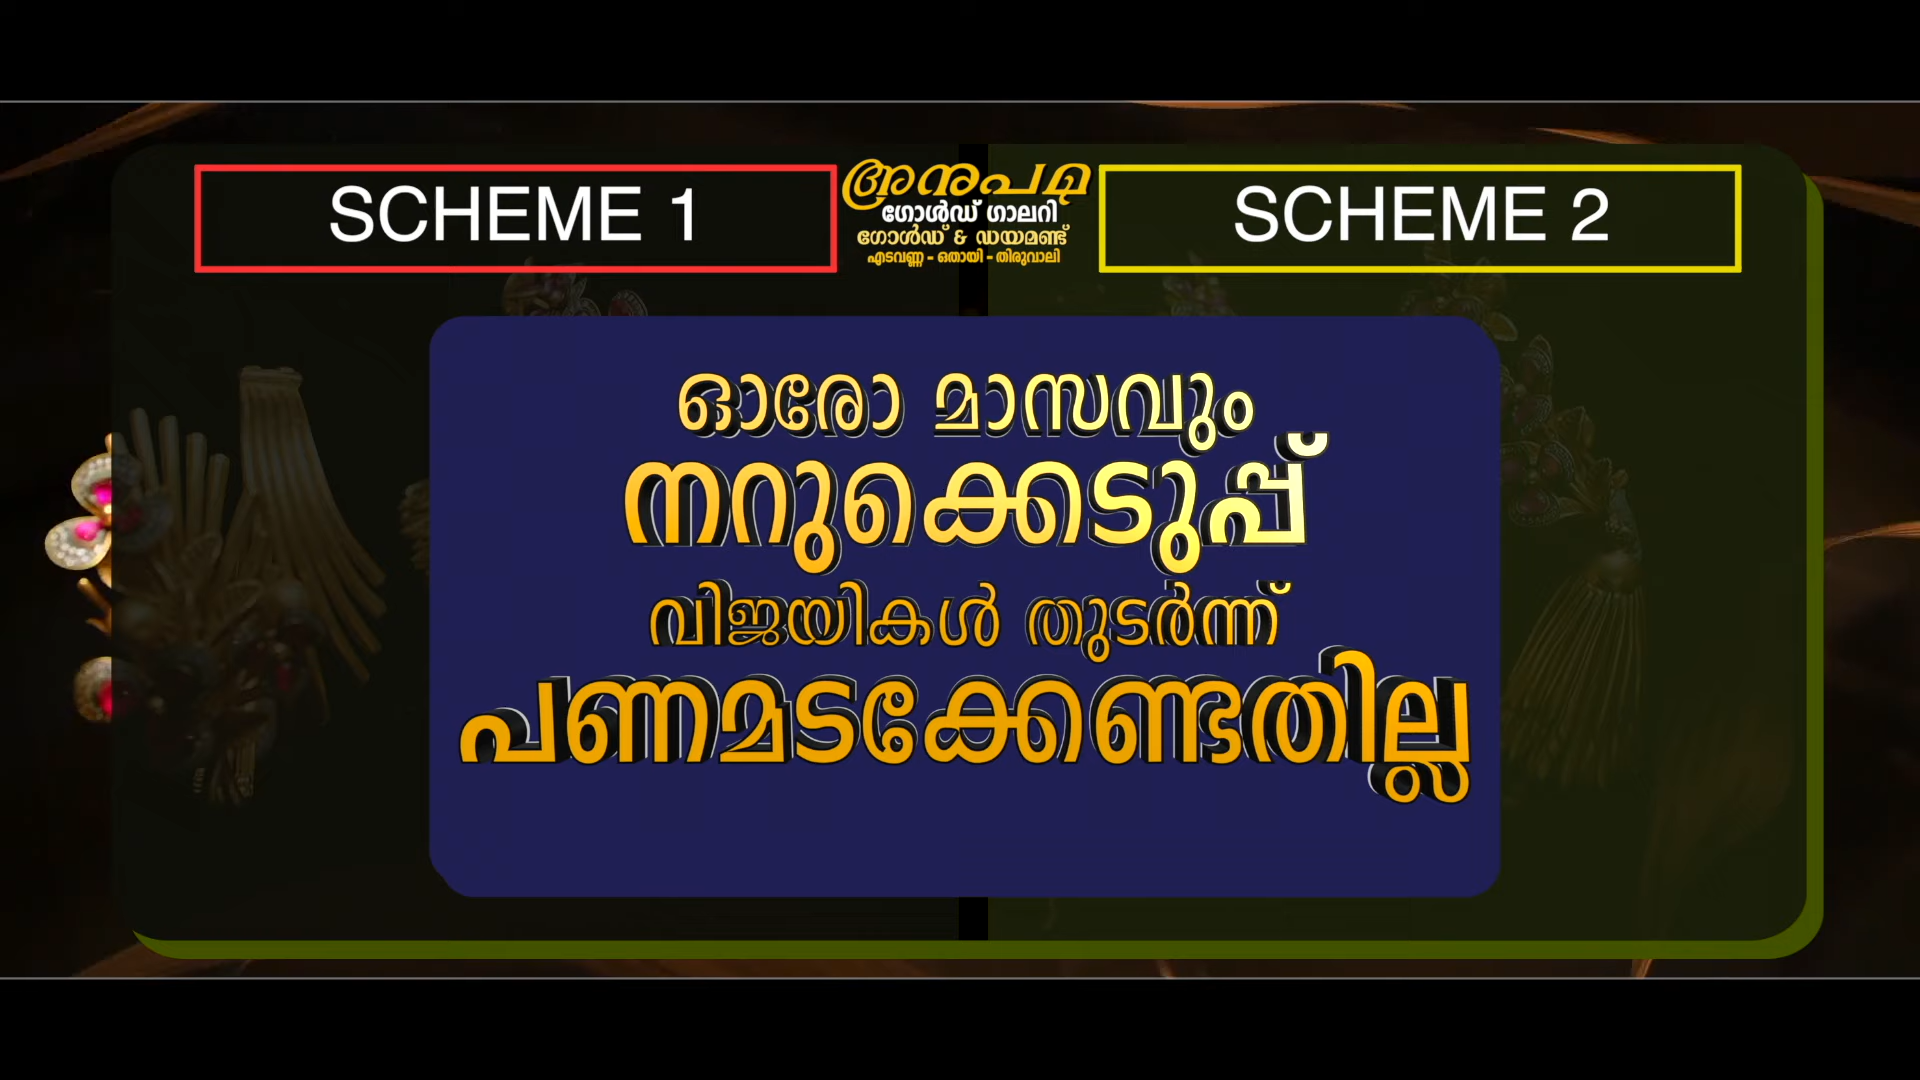 SCHEME 1
അനുപമ
ഗോൾഡ് ഗാലറി
ഗോൾഡ് & ഡയമണ്ട്
എടവണ്ണ - ഒതായി - തിരുവാലി
SCHEME 2
ഓരോ മാസവും
നറുക്കെടുപ്പ്
വിജയികൾ തുടർന്ന്
പണമടക്കേണ്ടതില്ല